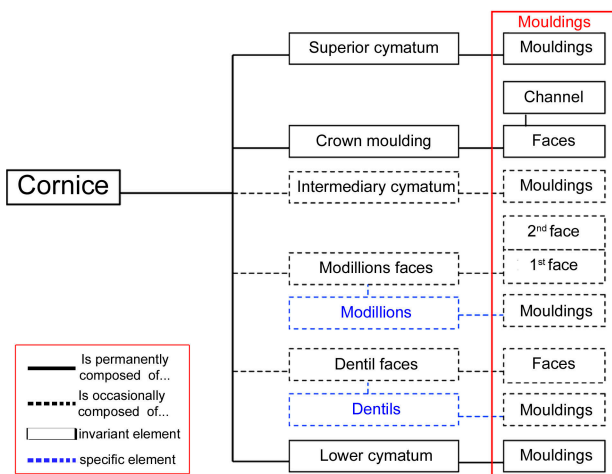 Mouldings
Superior cymatum
Mouldings
Channel
Crown moulding
Faces
Cornice
Intermediary cymatum
Mouldings
2nd face
Modillions faces
1st face
Modillions
Mouldings
Dentil faces
Faces
Dentils
Mouldings
Lower cymatum
Mouldings
Is permanently
composed of...
Is occasionally
composed of...
invariant element
specific element